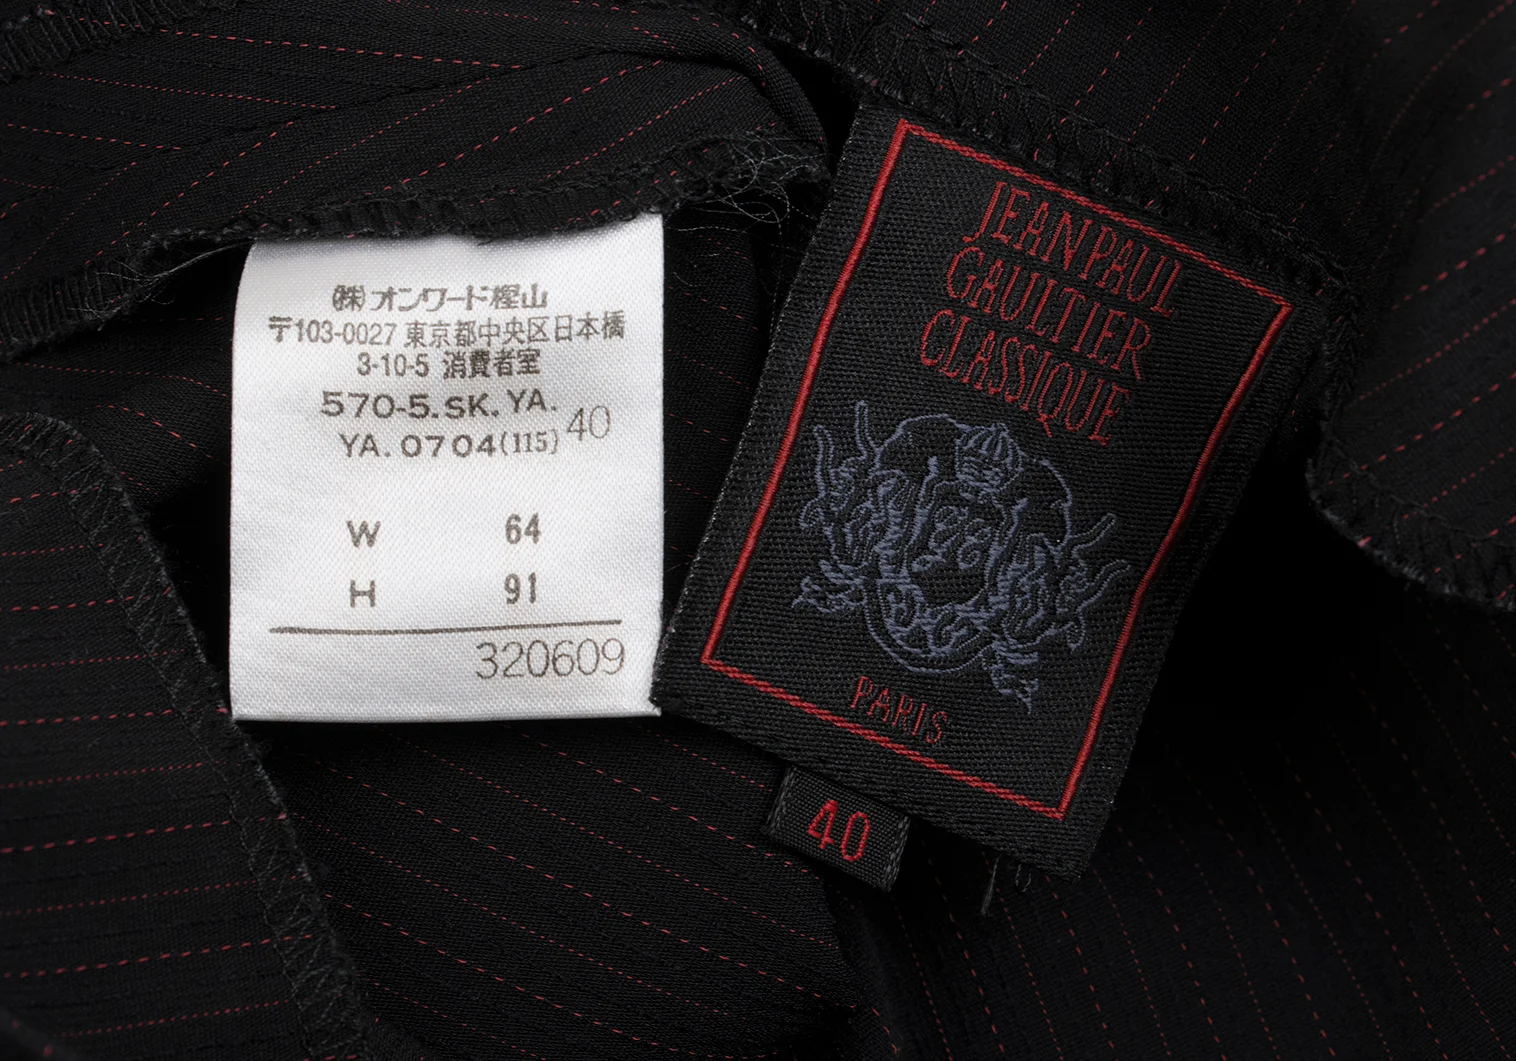 ㈱オンワード樫山
〒103-0027 東京都中央区日本橋
3-10-5 消費者室
570-5.SK.YA.
YA.0704(115) 40
W 64
H 91
320609
JEAN PAUL
GAULTIER
CLASSIQUE
PARIS
40